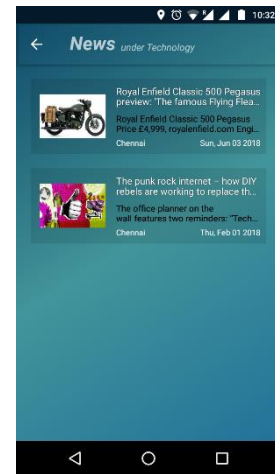 10:32
News under Technology
Royal Enfield Classic 500 Pegasus
preview: 'The famous Flying Flea...
Royal Enfield Classic 500 Pegasus
Price £4,999, royalenfield.com Engi...
Chennai Sun, Jun 03 2018
The punk rock internet – how DIY
rebels are working to replace th...
The office planner on the
wall features two reminders: "Tech...
Chennai Thu, Feb 01 2018